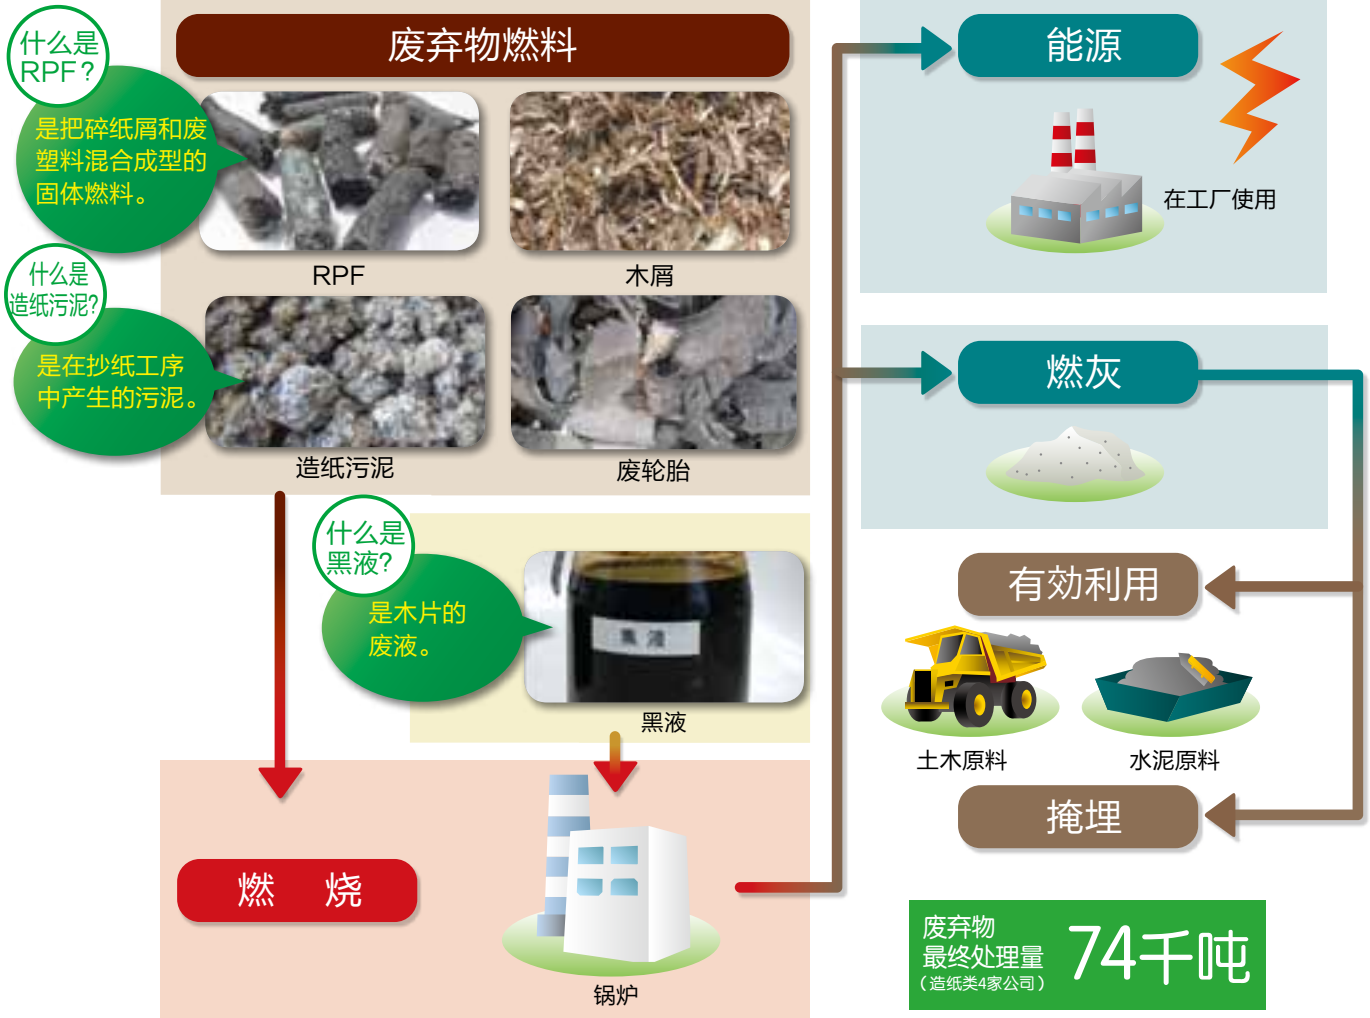 什么是
RPF？
是把碎纸屑和废
塑料混合成型的
固体燃料。
废弃物燃料
RPF
木屑
什么是
造纸污泥?
是在抄纸工序
中产生的污泥。
造纸污泥
废轮胎
什么是
黑液?
是木片的
废液。
黑液
黑液
燃 烧
锅炉
能源
在工厂使用
燃灰
有効利用
土木原料
水泥原料
掩埋
废弃物
最终处理量
（造纸类4家公司）
74千吨